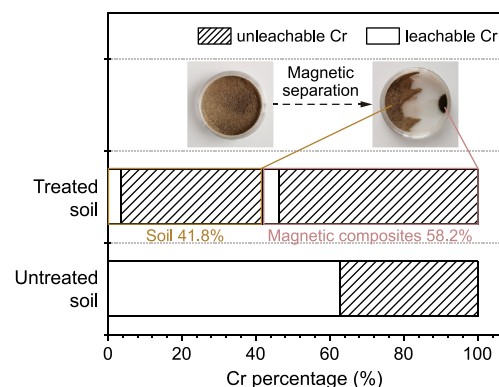 unleachable Cr
leachable Cr
Magnetic
separation
Treated
soil
Soil 41.8%
Magnetic composites 58.2%
Untreated
soil
0
20
40
60
80
100
Cr percentage (%)